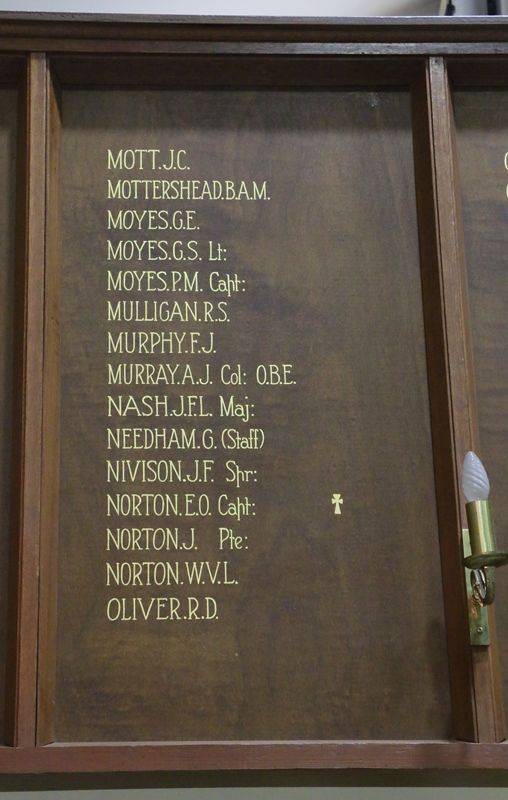 MOTT.J.C.
MOTTERSHEAD.B.A.M.
MOYES.G.E.
MOYES.G.S. Lt:
MOYES.P.M. Capt:
MULLIGAN.R.S.
MURPHY.F.J.
MURRAY.A.J. Col: O.B.E.
NASH.J.F.L. Maj:
NEEDHAM.G. (Staff)
NIVISON.J.F. Spr:
NORTON.E.O. Capt: ✝
NORTON.J. Pte:
NORTON.W.V.L.
OLIVER.R.D.